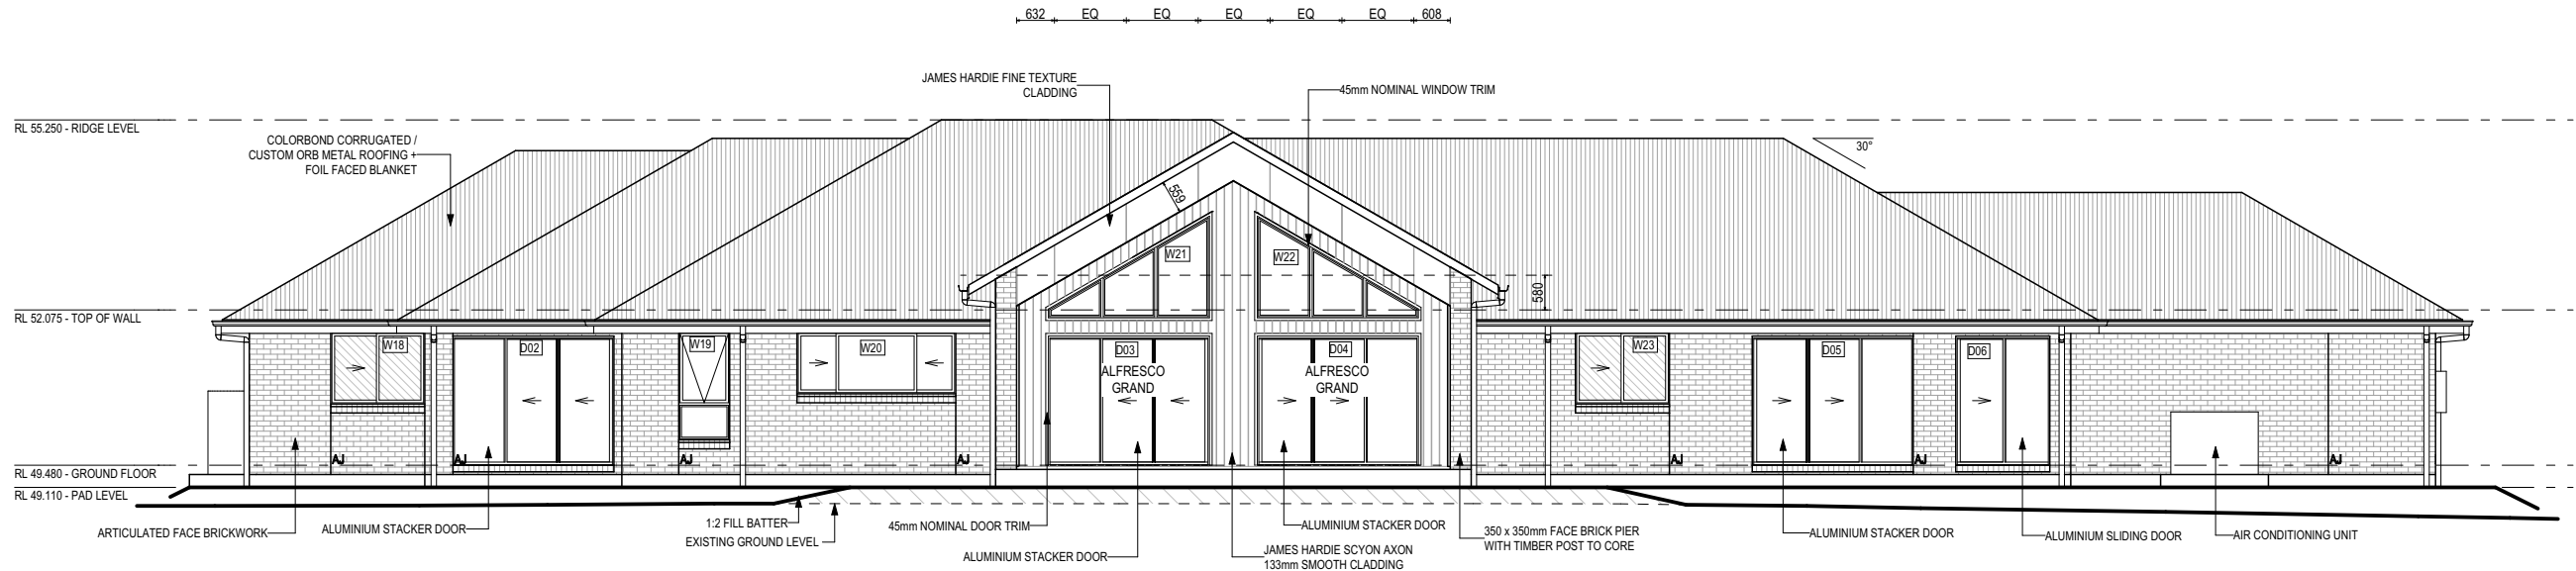 632 EQ EQ EQ EQ EQ 608
JAMES HARDIE FINE TEXTURE
CLADDING
45mm NOMINAL WINDOW TRIM
RL 55.250 - RIDGE LEVEL
COLORBOND CORRUGATED /
CUSTOM ORB METAL ROOFING +
FOIL FACED BLANKET
30°
559
W21
W22
580
RL 52.075 - TOP OF WALL
W18
D02
W19
W20
D03
ALFRESCO
GRAND
D04
ALFRESCO
GRAND
W23
D05
D06
AJ
AJ
AJ
AJ
AJ
AJ
AJ
RL 49.480 - GROUND FLOOR
RL 49.110 - PAD LEVEL
ARTICULATED FACE BRICKWORK
ALUMINIUM STACKER DOOR
1:2 FILL BATTER
EXISTING GROUND LEVEL
45mm NOMINAL DOOR TRIM
ALUMINIUM STACKER DOOR
ALUMINIUM STACKER DOOR
JAMES HARDIE SCYON AXON
133mm SMOOTH CLADDING
350 x 350mm FACE BRICK PIER
WITH TIMBER POST TO CORE
ALUMINIUM STACKER DOOR
ALUMINIUM SLIDING DOOR
AIR CONDITIONING UNIT